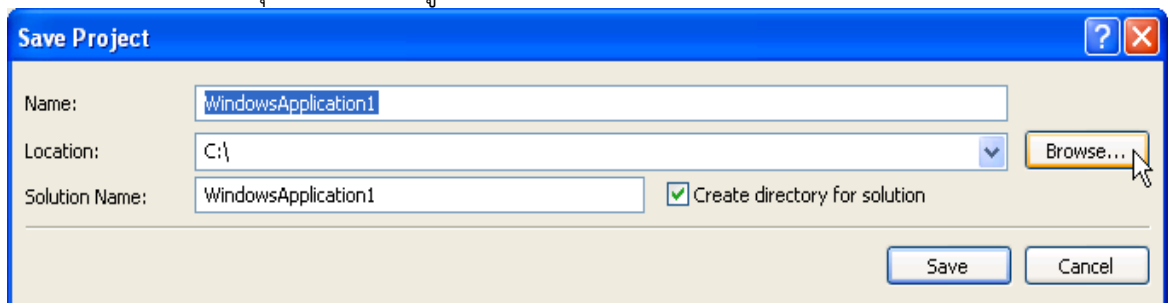 Save Project
Name: WindowsApplication1
Location: C:\ Browse...
Solution Name: WindowsApplication1 Create directory for solution
Save Cancel